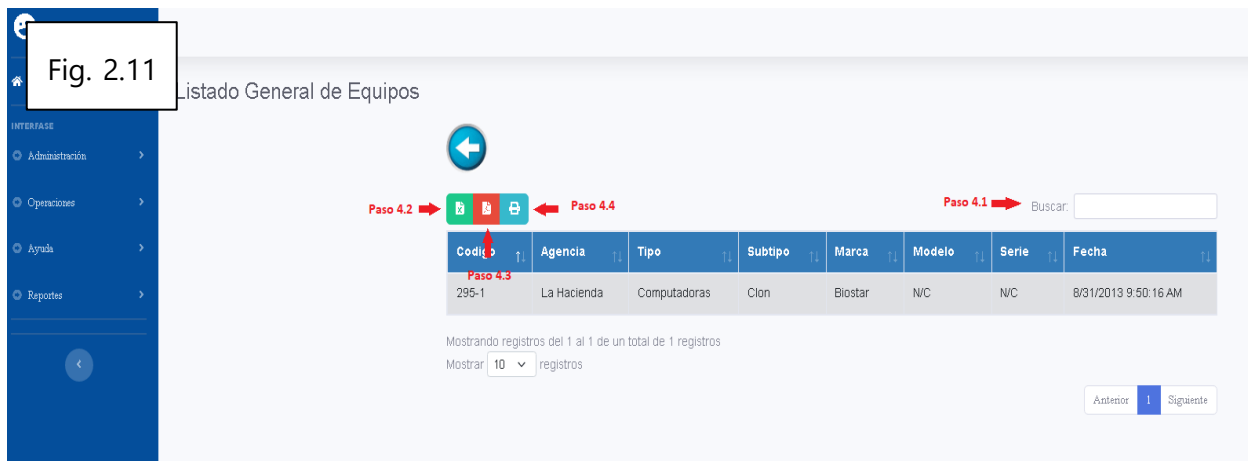 Fig. 2.11
Listado General de Equipos
INTERFASE
Administración
Operaciones
Ayuda
Reportes
Paso 4.2
Paso 4.4
Paso 4.1
Buscar:
Paso 4.3
Codigo Agencia Tipo Subtipo Marca Modelo Serie Fecha
295-1 La Hacienda Computadoras Clon Biostar N/C N/C 8/31/2013 9:50:16 AM
Mostrando registros del 1 al 1 de un total de 1 registros
Mostrar 10 registros
Anterior 1 Siguiente